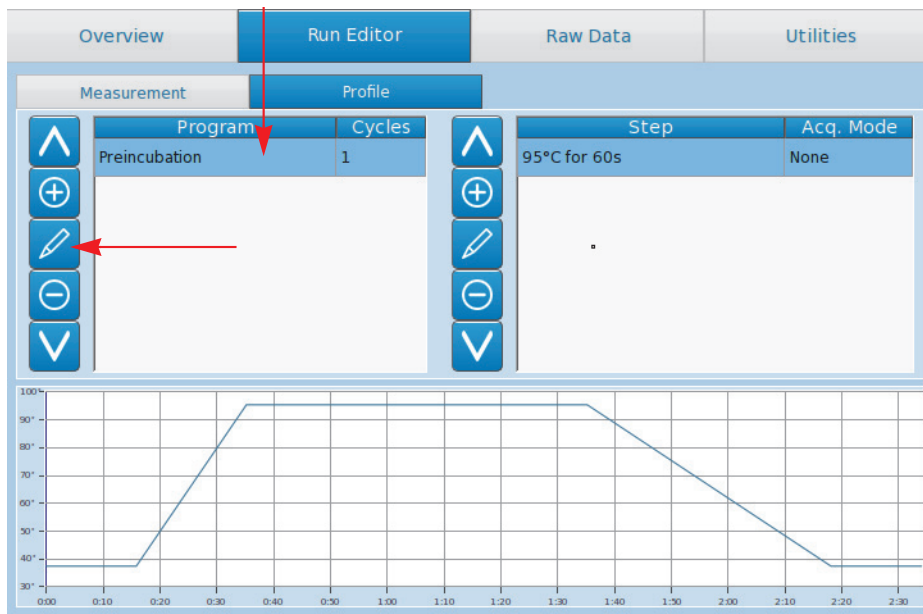 Overview Run Editor Raw Data Utilities
Measurement Profile
Program Cycles Step Acq. Mode
Preincubation 1 95°C for 60s None
100°
90°
80°
70°
60°
50°
40°
30°
0:00 0:10 0:20 0:30 0:40 0:50 1:00 1:10 1:20 1:30 1:40 1:50 2:00 2:10 2:20 2:30